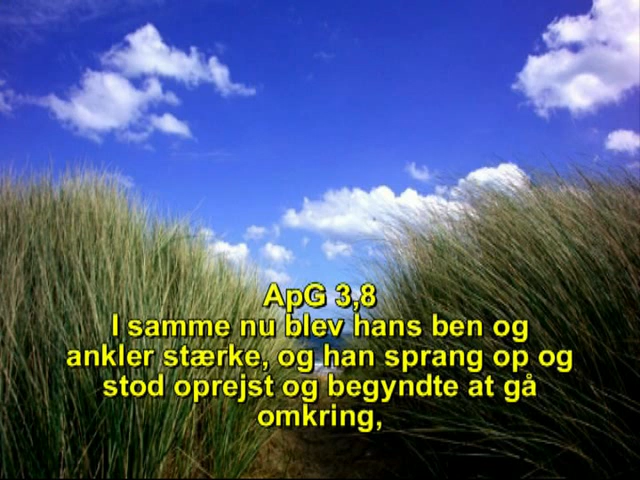 ApG 3,8
I samme nu blev hans ben og
ankler stærke, og han sprang op og
stod oprejst og begyndte at gå
omkring,